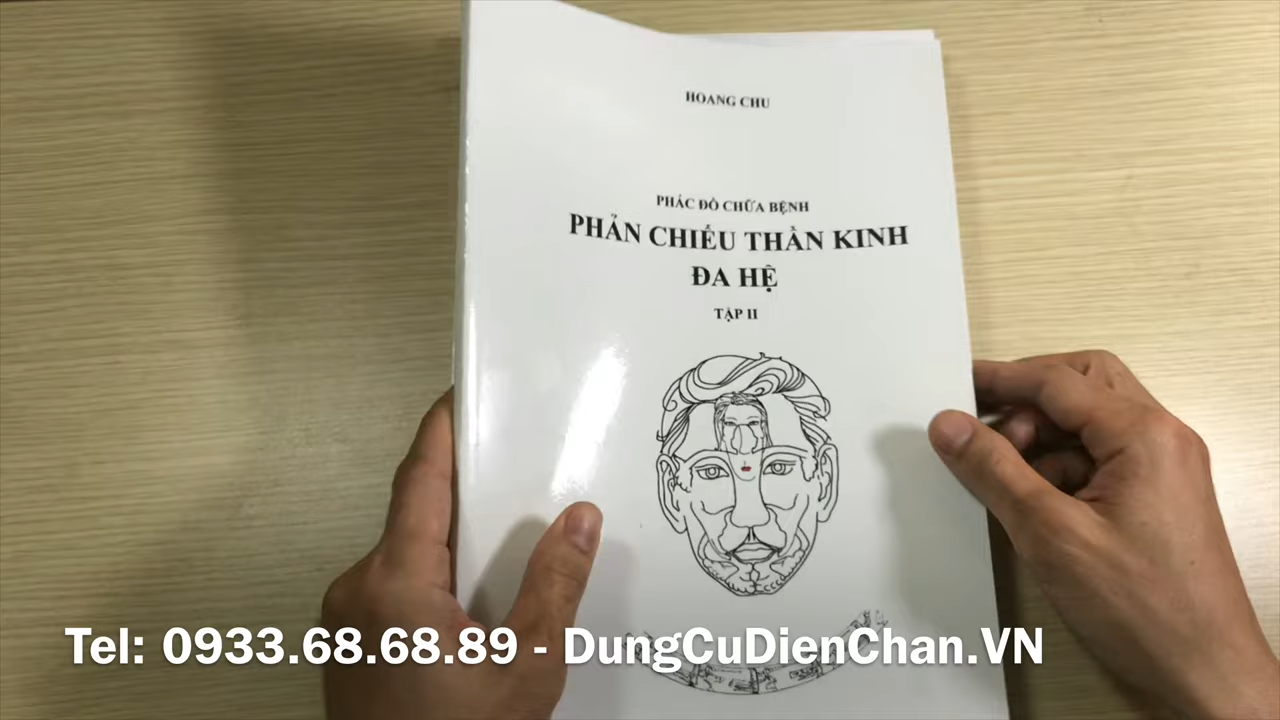 HOANG CHU
PHÁC ĐỒ CHỮA BỆNH
PHẢN CHIẾU THẦN KINH
ĐA HỆ
TẬP II
Tel: 0933.68.68.89 - DungCuDienChan.VN